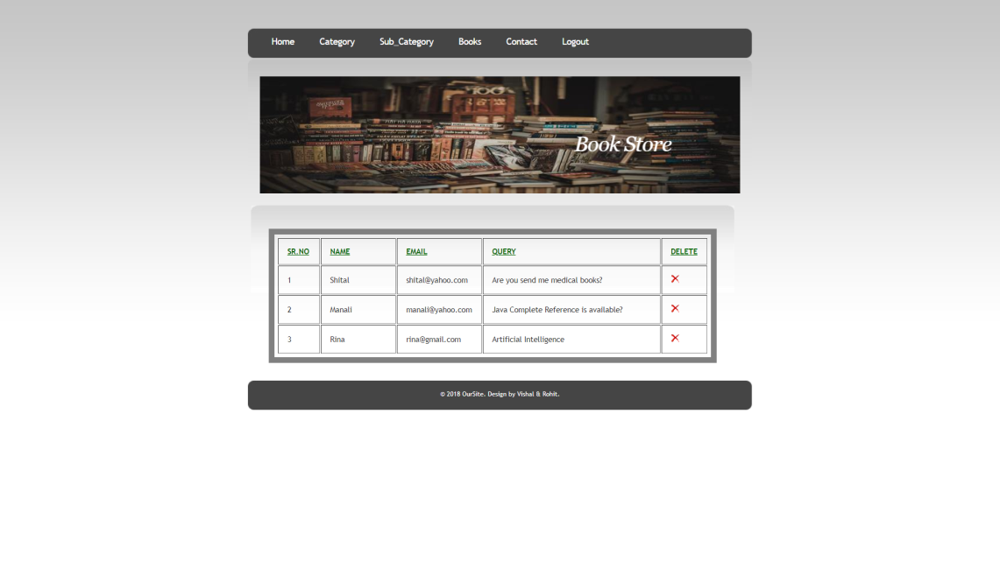 Home Category Sub_Category Books Contact Logout
Book Store
SR.NO NAME EMAIL QUERY DELETE
1 Shital shital@yahoo.com Are you send me medical books?
2 Manali manali@yahoo.com Java Complete Reference is available?
3 Rina rina@gmail.com Artificial Intelligence
© 2018 OurSite. Design by Vishal & Rohit.